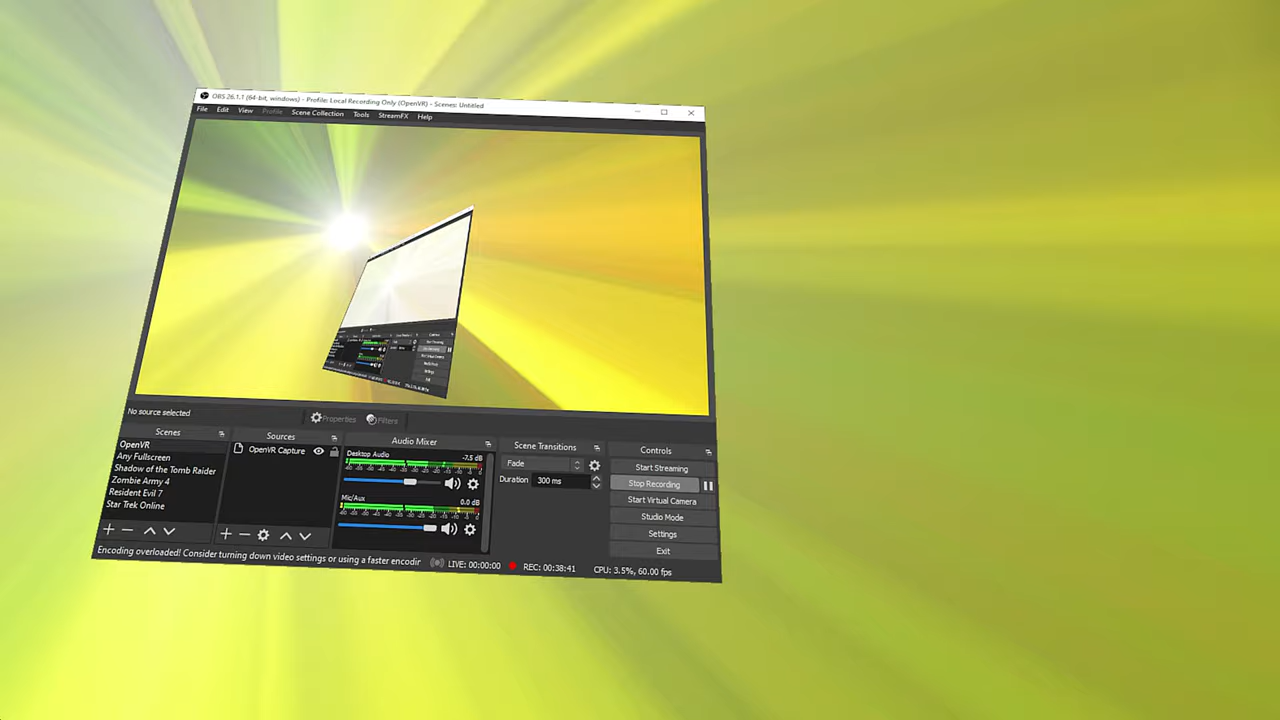 OBS 26.1.1 (64-bit, windows) - Profile: Local Recording Only (OpenVR) - Scenes: Untitled
File Edit View Profile Scene Collection Tools StreamFX Help
No source selected
Properties Filters
Scenes
OpenVR
Any Fullscreen
Shadow of the Tomb Raider
Zombie Army 4
Resident Evil 7
Star Trek Online
Sources
OpenVR Capture
Audio Mixer
Desktop Audio -7.5 dB
Mic/Aux 0.0 dB
Scene Transitions
Fade
Duration 300 ms
Controls
Start Streaming
Stop Recording
Start Virtual Camera
Studio Mode
Settings
Exit
Encoding overloaded! Consider turning down video settings or using a faster encodir
LIVE: 00:00:00 REC: 00:38:41 CPU: 3.5%, 60.00 fps